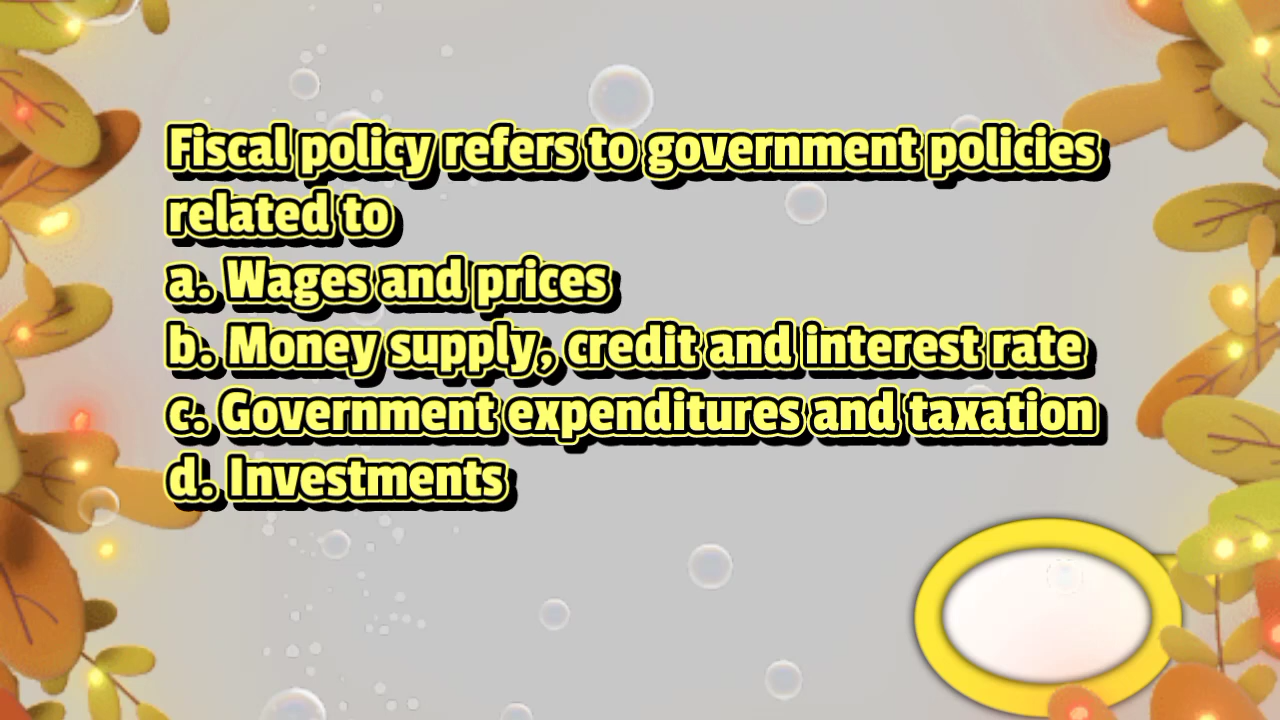 Fiscal policy refers to government policies
related to
a. Wages and prices
b. Money supply, credit and interest rate
c. Government expenditures and taxation
d. Investments